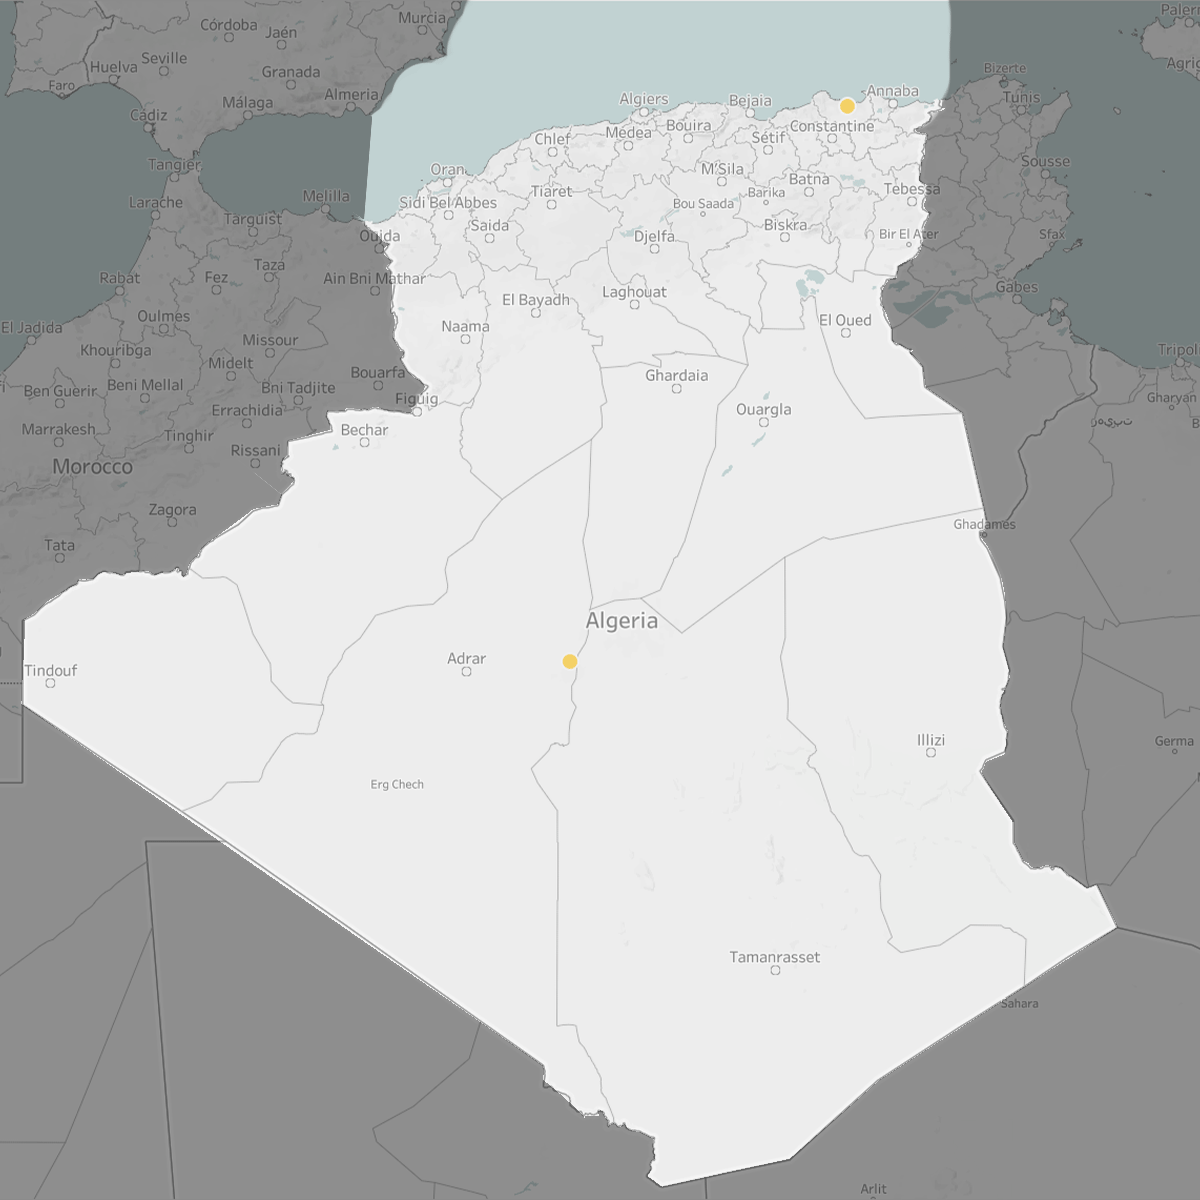 Murcia
Paler
Córdoba
Jaén
Seville
Huelva
Granada
Agrig
Faro
Almeria
Málaga
Cádiz
Algiers
Bejaia
Annaba
Bizerte
Tunis
Medea
Bouira
Constantine
Chlef
Sétif
Tangier
Oran
M'Sila
Batna
Sousse
Larache
Melilla
Sidi Bel Abbes
Tiaret
Barika
Tebessa
Targuist
Saida
Bou Saada
Biskra
Bir El Ater
Sfax
Oujda
Djelfa
Rabat
Fez
Taza
Ain Bni Mathar
El Bayadh
Laghouat
Gabes
El Jadida
Oulmes
Naama
El Oued
Missour
Khouribga
Midelt
Tripoli
fi
Ben Guerir
Beni Mellal
Bni Tadjite
Bouarfa
Figuig
Ghardaia
Gharyan
Errachidia
Ouargla
Marrakesh
Tinghir
Bechar
B
Rissani
Morocco
Zagora
Ghadames
Tata
Algeria
Adrar
Tindouf
Illizi
Germa
Erg Chech
Tamanrasset
Sahara
Arlit